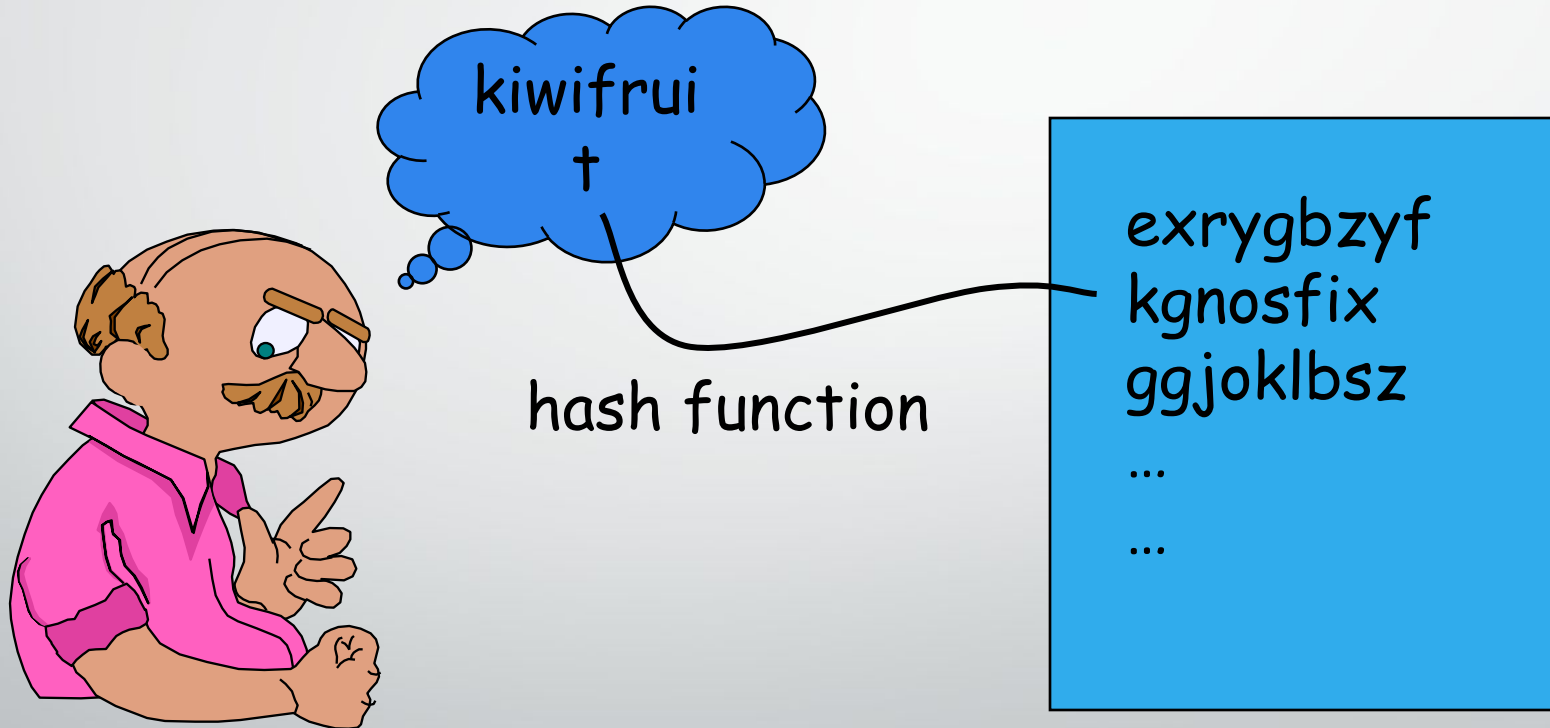 kiwifrui
t
hash function
exrygbzyf
kgnosfix
ggjoklbsz
...
...